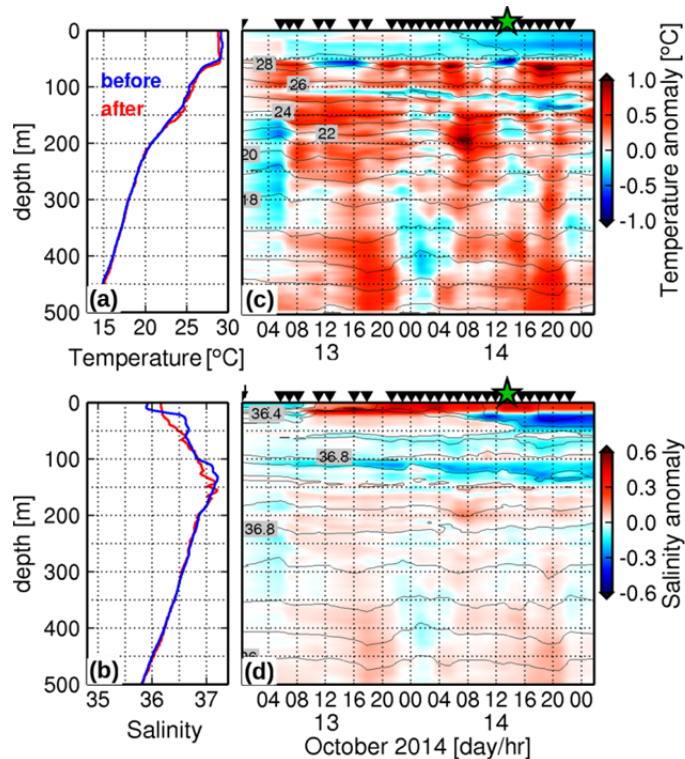 0
100
200
300
400
500
depth [m]
before
after
(a)
15 20 25 30
Temperature [°C]
28
26
24
22
20
18
(c)
04 08 12 16 20 00 04 08 12 16 20 00
13 14
1.0
0.5
0.0
-0.5
-1.0
Temperature anomaly [°C]
0
100
200
300
400
500
depth [m]
(b)
35 36 37
Salinity
36.4
36.8
36.8
(d)
04 08 12 16 20 00 04 08 12 16 20 00
13 14
October 2014 [day/hr]
0.6
0.3
0.0
-0.3
-0.6
Salinity anomaly